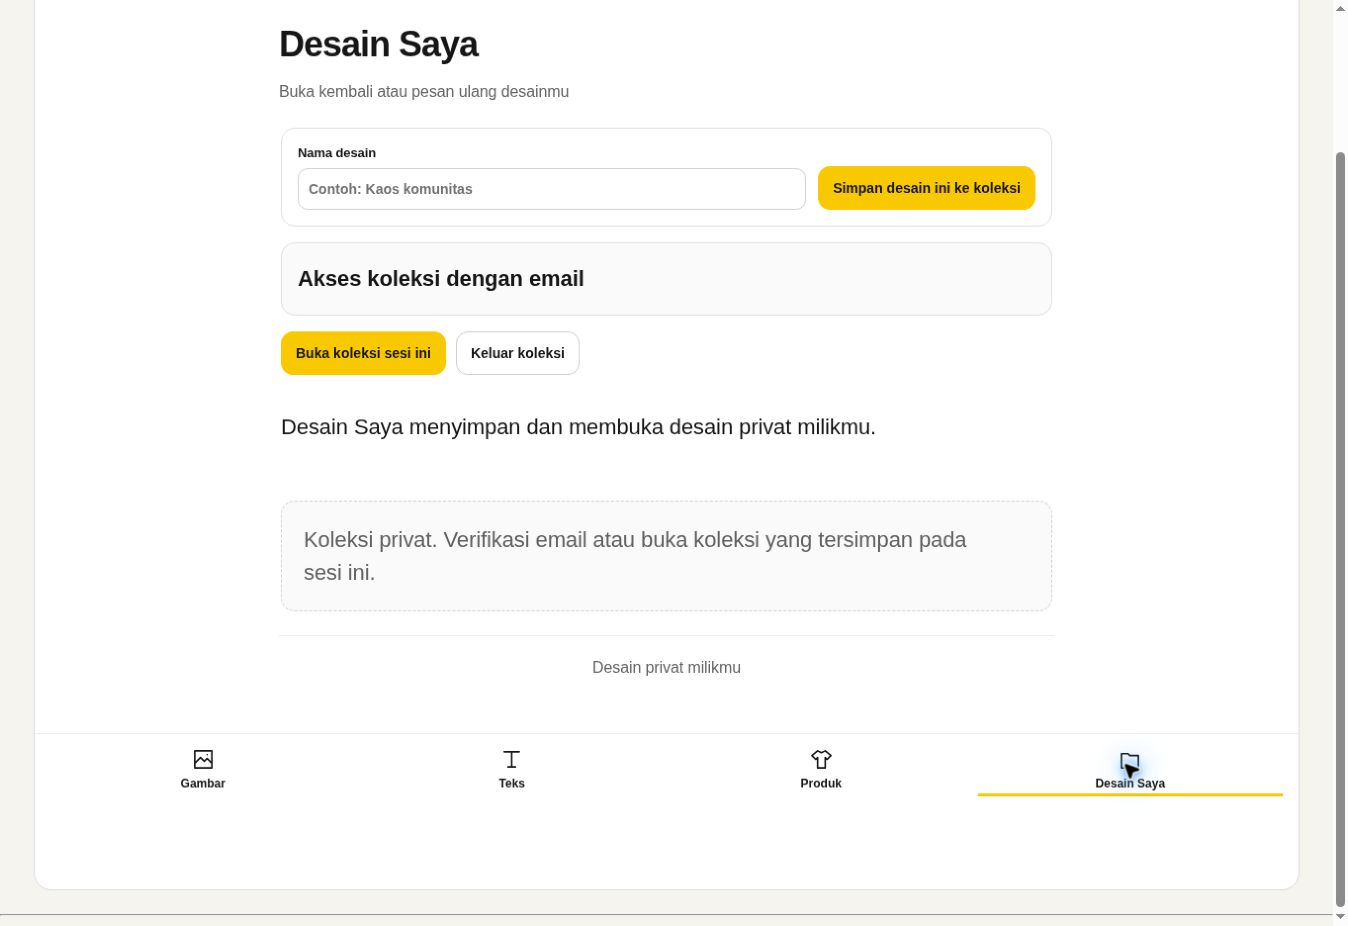 Desain Saya
Buka kembali atau pesan ulang desainmu
Nama desain
Contoh: Kaos komunitas
Simpan desain ini ke koleksi
Akses koleksi dengan email
Buka koleksi sesi ini
Keluar koleksi
Desain Saya menyimpan dan membuka desain privat milikmu.
Koleksi privat. Verifikasi email atau buka koleksi yang tersimpan pada
sesi ini.
Desain privat milikmu
Gambar
Teks
Produk
Desain Saya